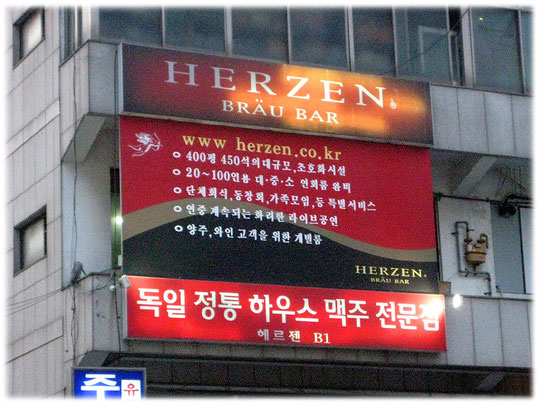 HERZEN®
BRÄU BAR
www herzen.co.kr
400평 450석의대규모,초호화시설
20~100인용 대·중·소 연회룸 완비
단체회식,동창회,가족모임,등 특별서비스
연중 계속되는 화려한 라이브공연
양주,와인 고객을 위한 개별룸
HERZEN®
BRÄU BAR
독일 정통 하우스 맥주 전문점
헤르젠 B1
주유